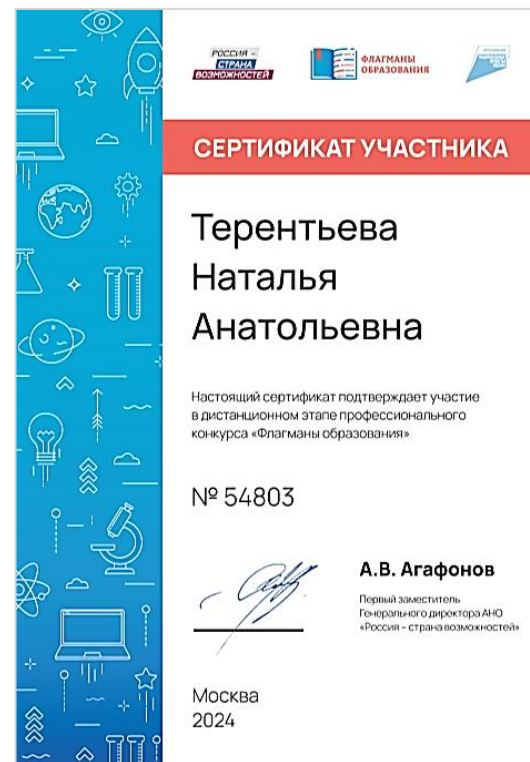 РОССИЯ –
СТРАНА
ВОЗМОЖНОСТЕЙ
ФЛАГМАНЫ
ОБРАЗОВАНИЯ
СЕРТИФИКАТ УЧАСТНИКА
Терентьева
Наталья
Анатольевна
Настоящий сертификат подтверждает участие
в дистанционном этапе профессионального
конкурса «Флагманы образования»
№ 54803
А.В. Агафонов
Первый заместитель
Генерального директора АНО
«Россия – страна возможностей»
Москва
2024